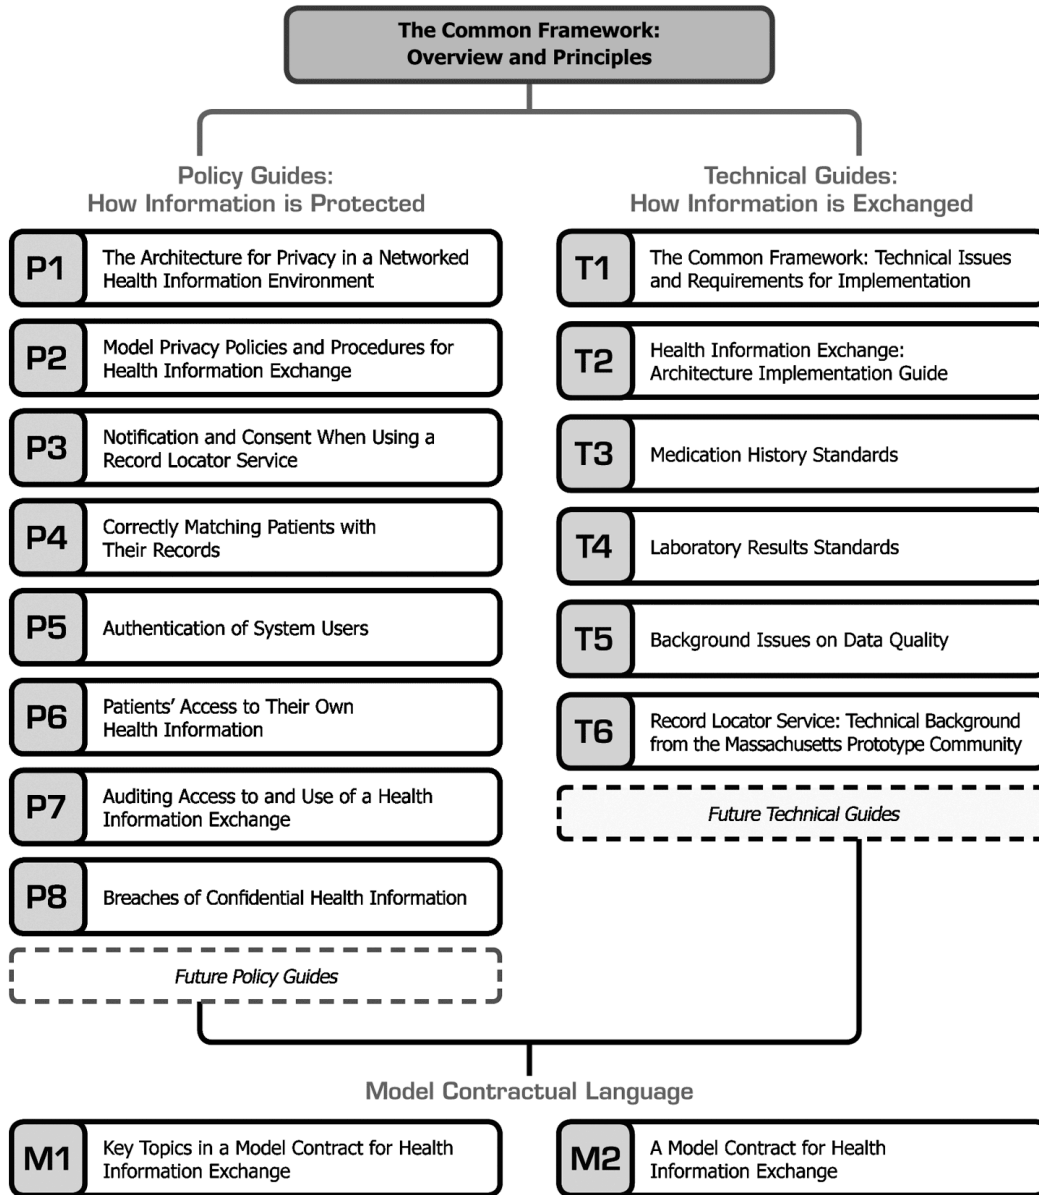 The Common Framework:
Overview and Principles
Policy Guides:
How Information is Protected
P1
The Architecture for Privacy in a Networked
Health Information Environment
P2
Model Privacy Policies and Procedures for
Health Information Exchange
P3
Notification and Consent When Using a
Record Locator Service
P4
Correctly Matching Patients with
Their Records
P5
Authentication of System Users
P6
Patients’ Access to Their Own
Health Information
P7
Auditing Access to and Use of a Health
Information Exchange
P8
Breaches of Confidential Health Information
Future Policy Guides
Technical Guides:
How Information is Exchanged
T1
The Common Framework: Technical Issues
and Requirements for Implementation
T2
Health Information Exchange:
Architecture Implementation Guide
T3
Medication History Standards
T4
Laboratory Results Standards
T5
Background Issues on Data Quality
T6
Record Locator Service: Technical Background
from the Massachusetts Prototype Community
Future Technical Guides
Model Contractual Language
M1
Key Topics in a Model Contract for Health
Information Exchange
M2
A Model Contract for Health
Information Exchange